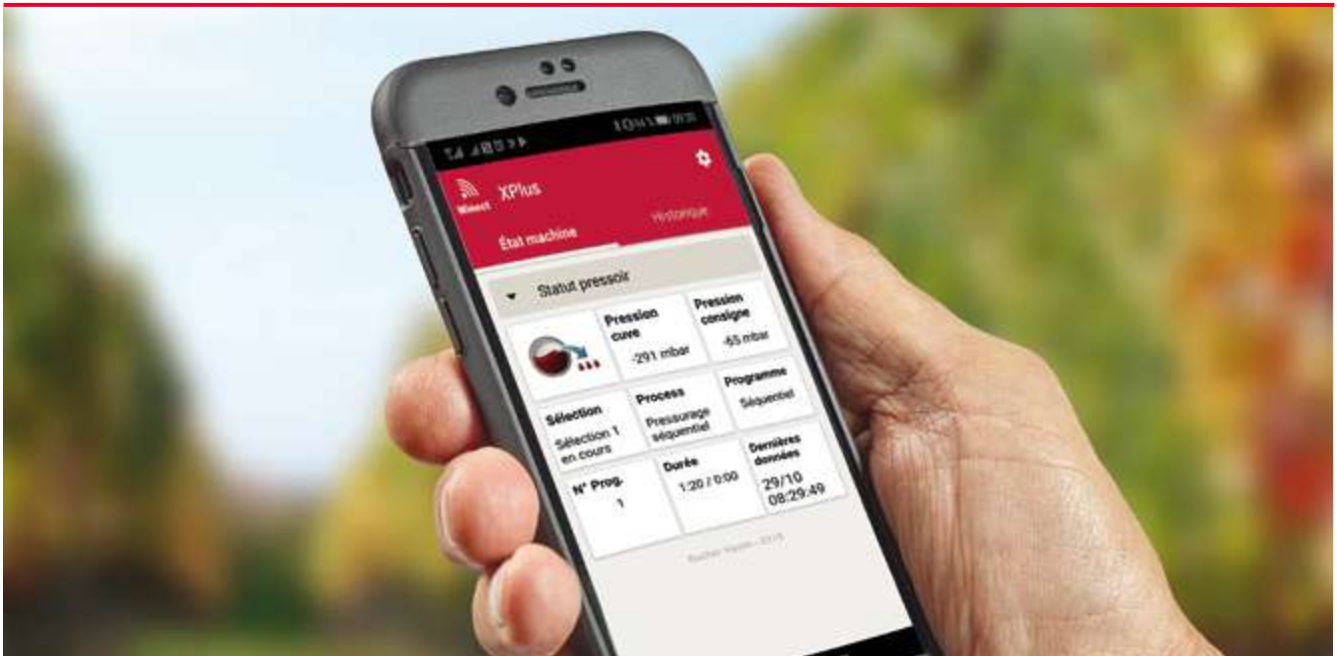 XPlus
Winect
État machine
Historique
Statut pressoir
Pression
cuve
-291 mbar
Pression
consigne
-65 mbar
Sélection
Sélection 1
en cours
Process
Pressurage
séquentiel
Programme
Séquentiel
N° Prog.
1
Durée
1:20 / 0:00
Dernières
données
29/10
08:29:49